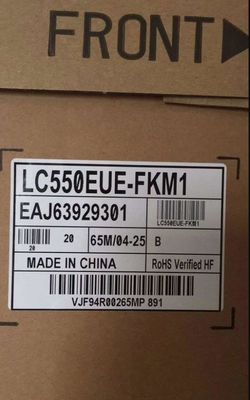 FRONT
LC550EUE-FKM1
EAJ63929301
LC550EUE-FKM1
20 65M/04-25 B
20
MADE IN CHINA RoHS Verified HF
VJF94R00265MP 891